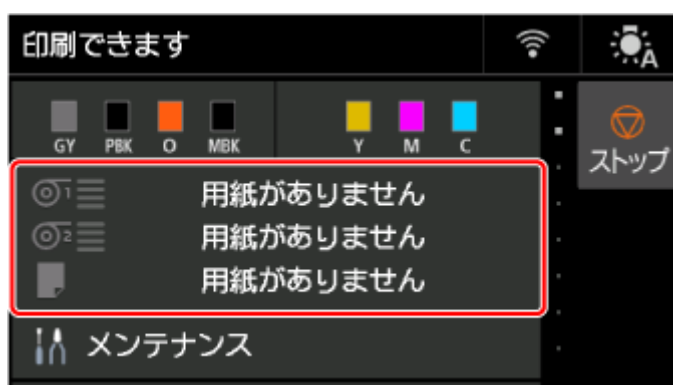 印刷できます
A
GY PBK O MBK Y M C
ストップ
1 用紙がありません
2 用紙がありません
用紙がありません
メンテナンス